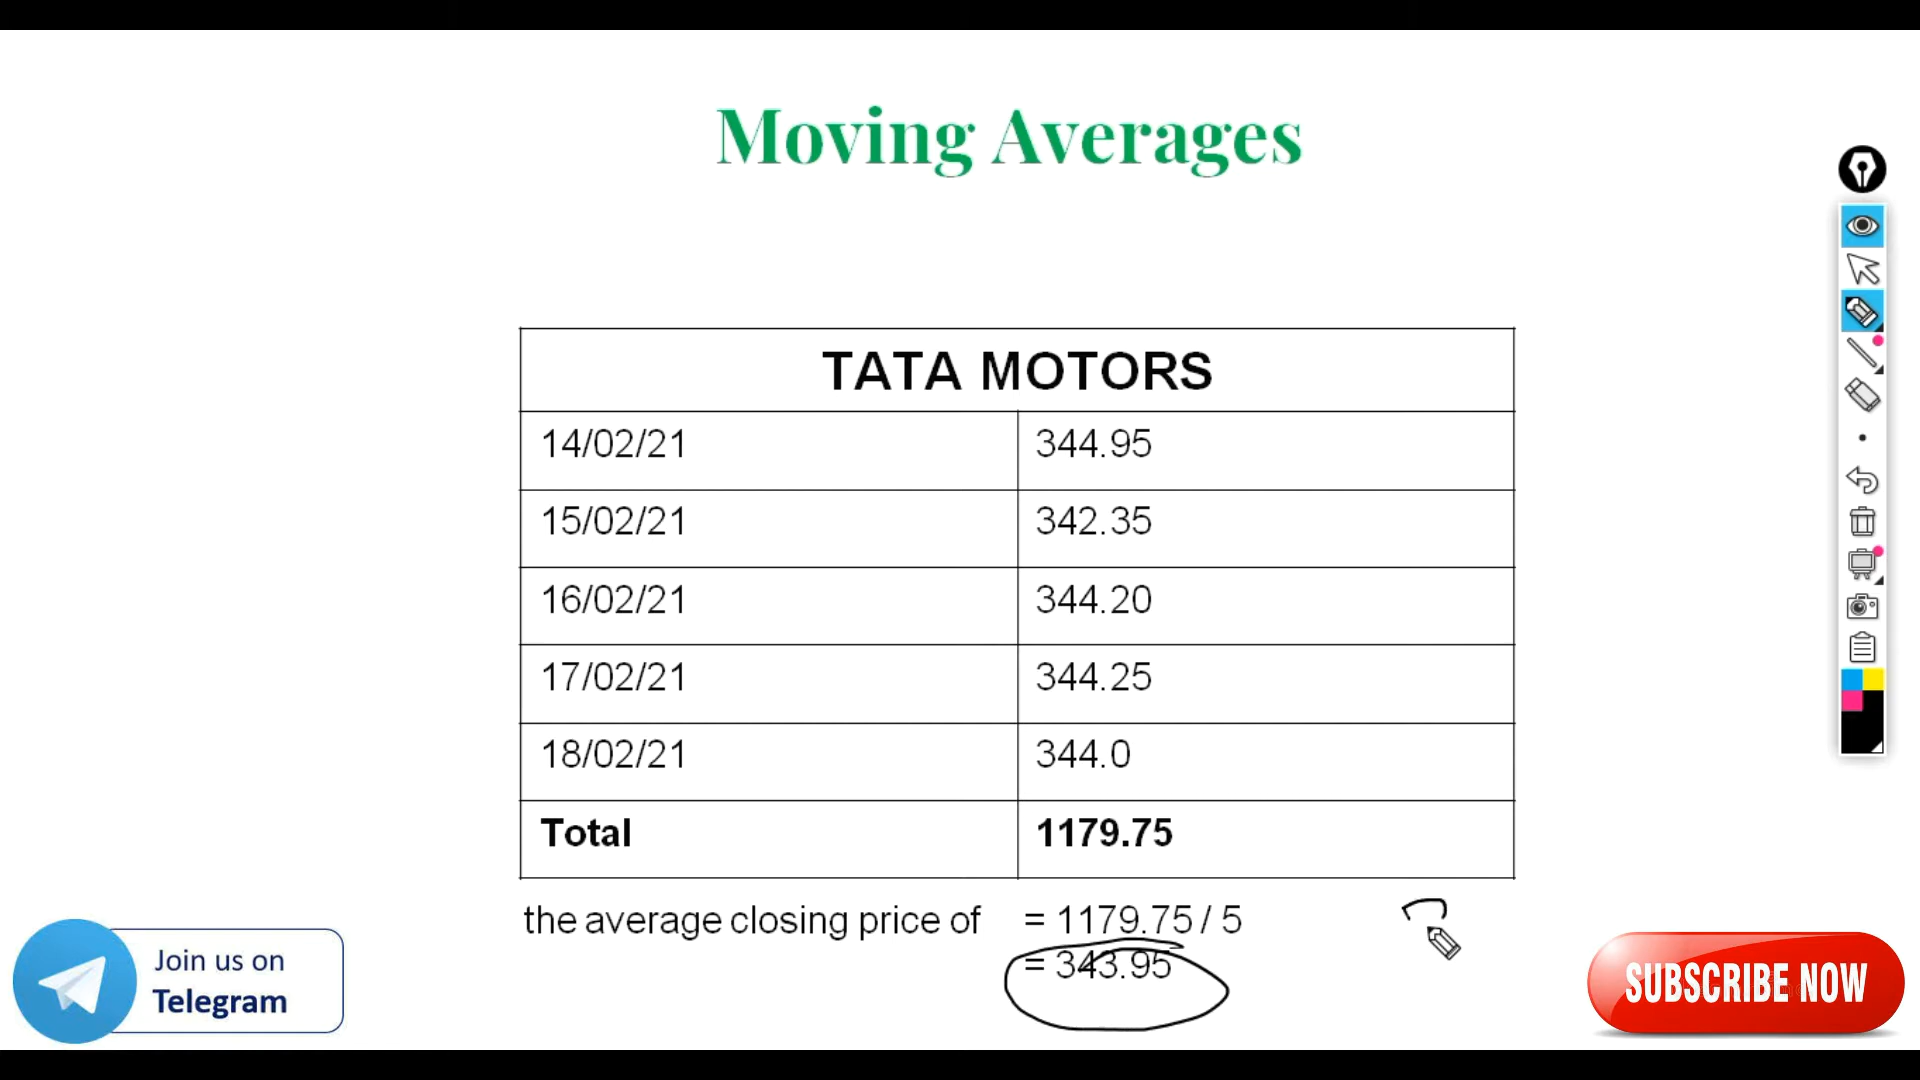 Moving Averages
TATA MOTORS
14/02/21 344.95
15/02/21 342.35
16/02/21 344.20
17/02/21 344.25
18/02/21 344.0
Total 1179.75
the average closing price of = 1179.75 / 5
= 343.95
Join us on
Telegram
SUBSCRIBE NOW